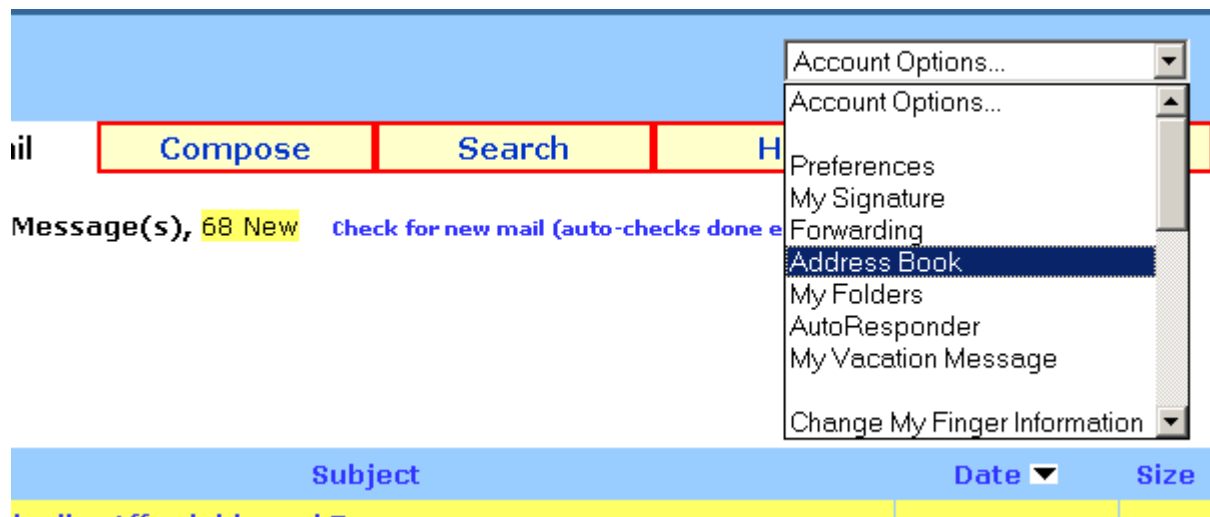 Account Options...
Account Options...
Compose Search
Preferences
My Signature
Message(s), 68 New Check for new mail (auto-checks done
Forwarding
Address Book
My Folders
AutoResponder
My Vacation Message
Change My Finger Information
Subject Date Size